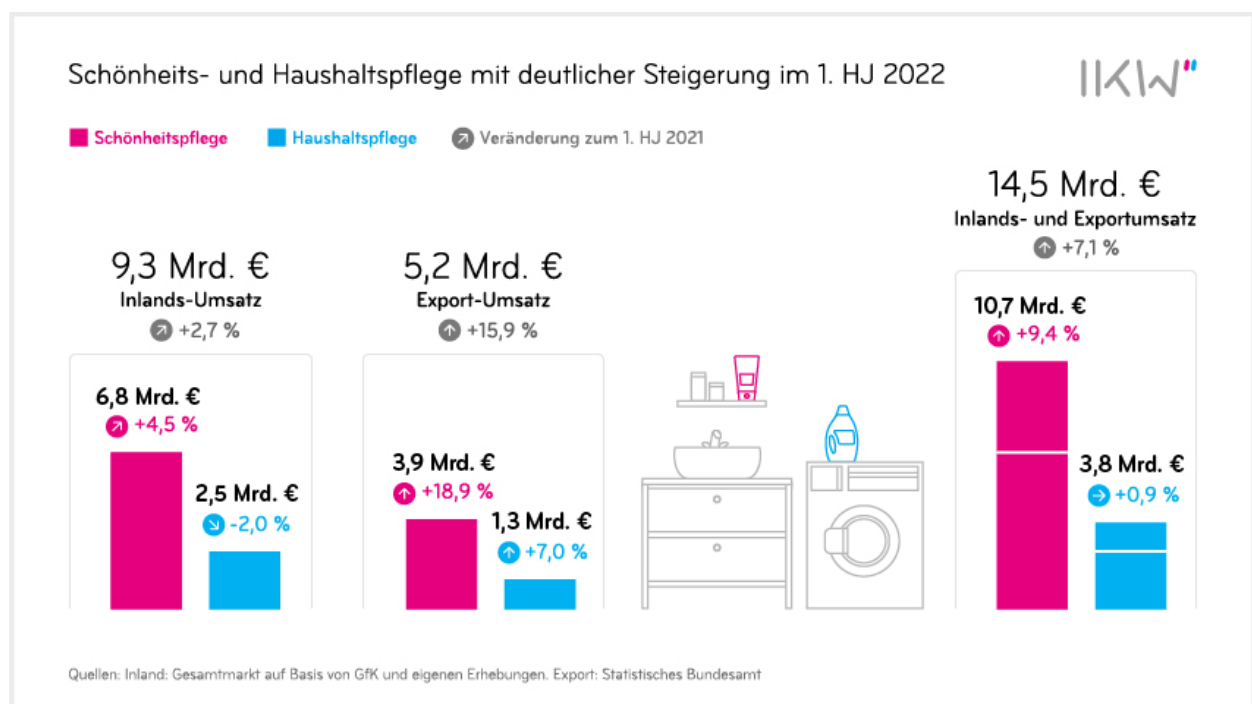 Schönheits- und Haushaltspflege mit deutlicher Steigerung im 1. HJ 2022
IKW"
Schönheitspflege
Haushaltspflege
Veränderung zum 1. HJ 2021
9,3 Mrd. €
Inlands-Umsatz
+2,7 %
6,8 Mrd. €
+4,5 %
2,5 Mrd. €
-2,0 %
5,2 Mrd. €
Export-Umsatz
+15,9 %
3,9 Mrd. €
+18,9 %
1,3 Mrd. €
+7,0 %
14,5 Mrd. €
Inlands- und Exportumsatz
+7,1 %
10,7 Mrd. €
+9,4 %
3,8 Mrd. €
+0,9 %
Quellen: Inland: Gesamtmarkt auf Basis von GfK und eigenen Erhebungen. Export: Statistisches Bundesamt